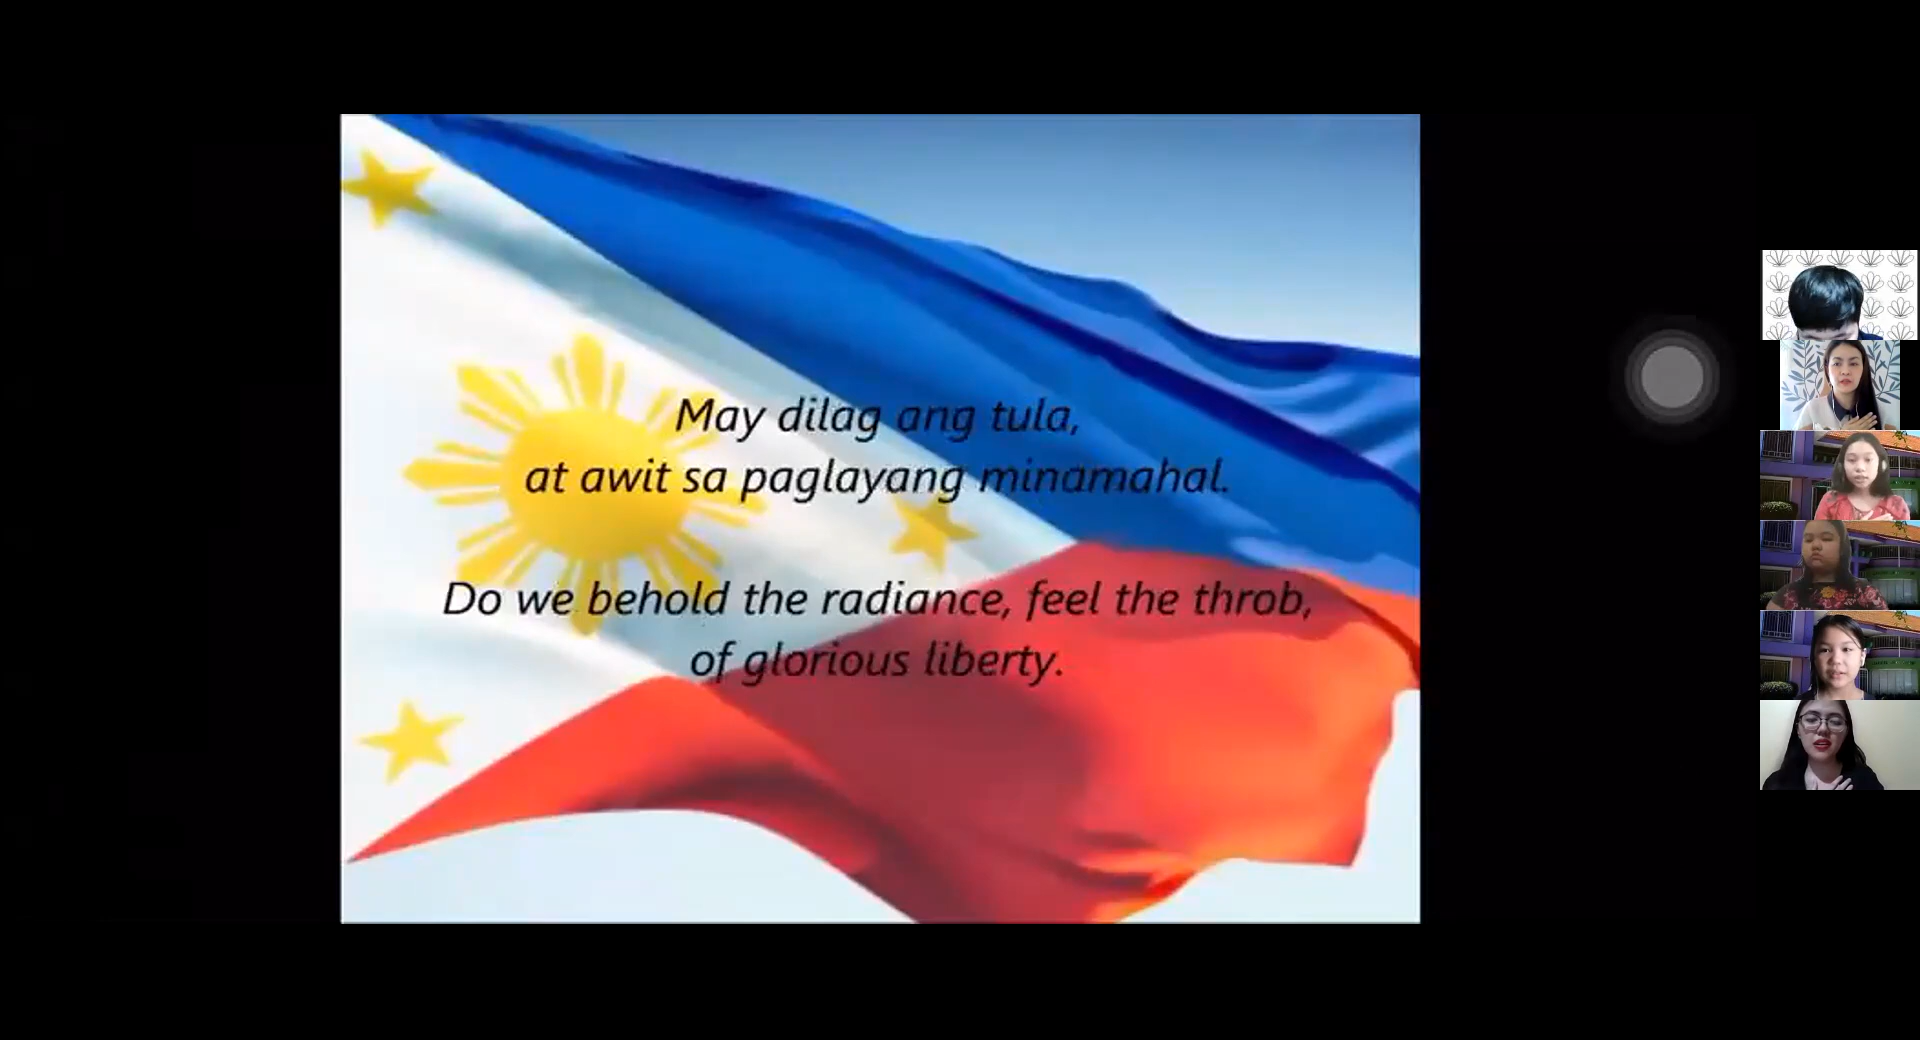 May dilag ang tula,
at awit sa paglayang minamahal.
Do we behold the radiance, feel the throb,
of glorious liberty.